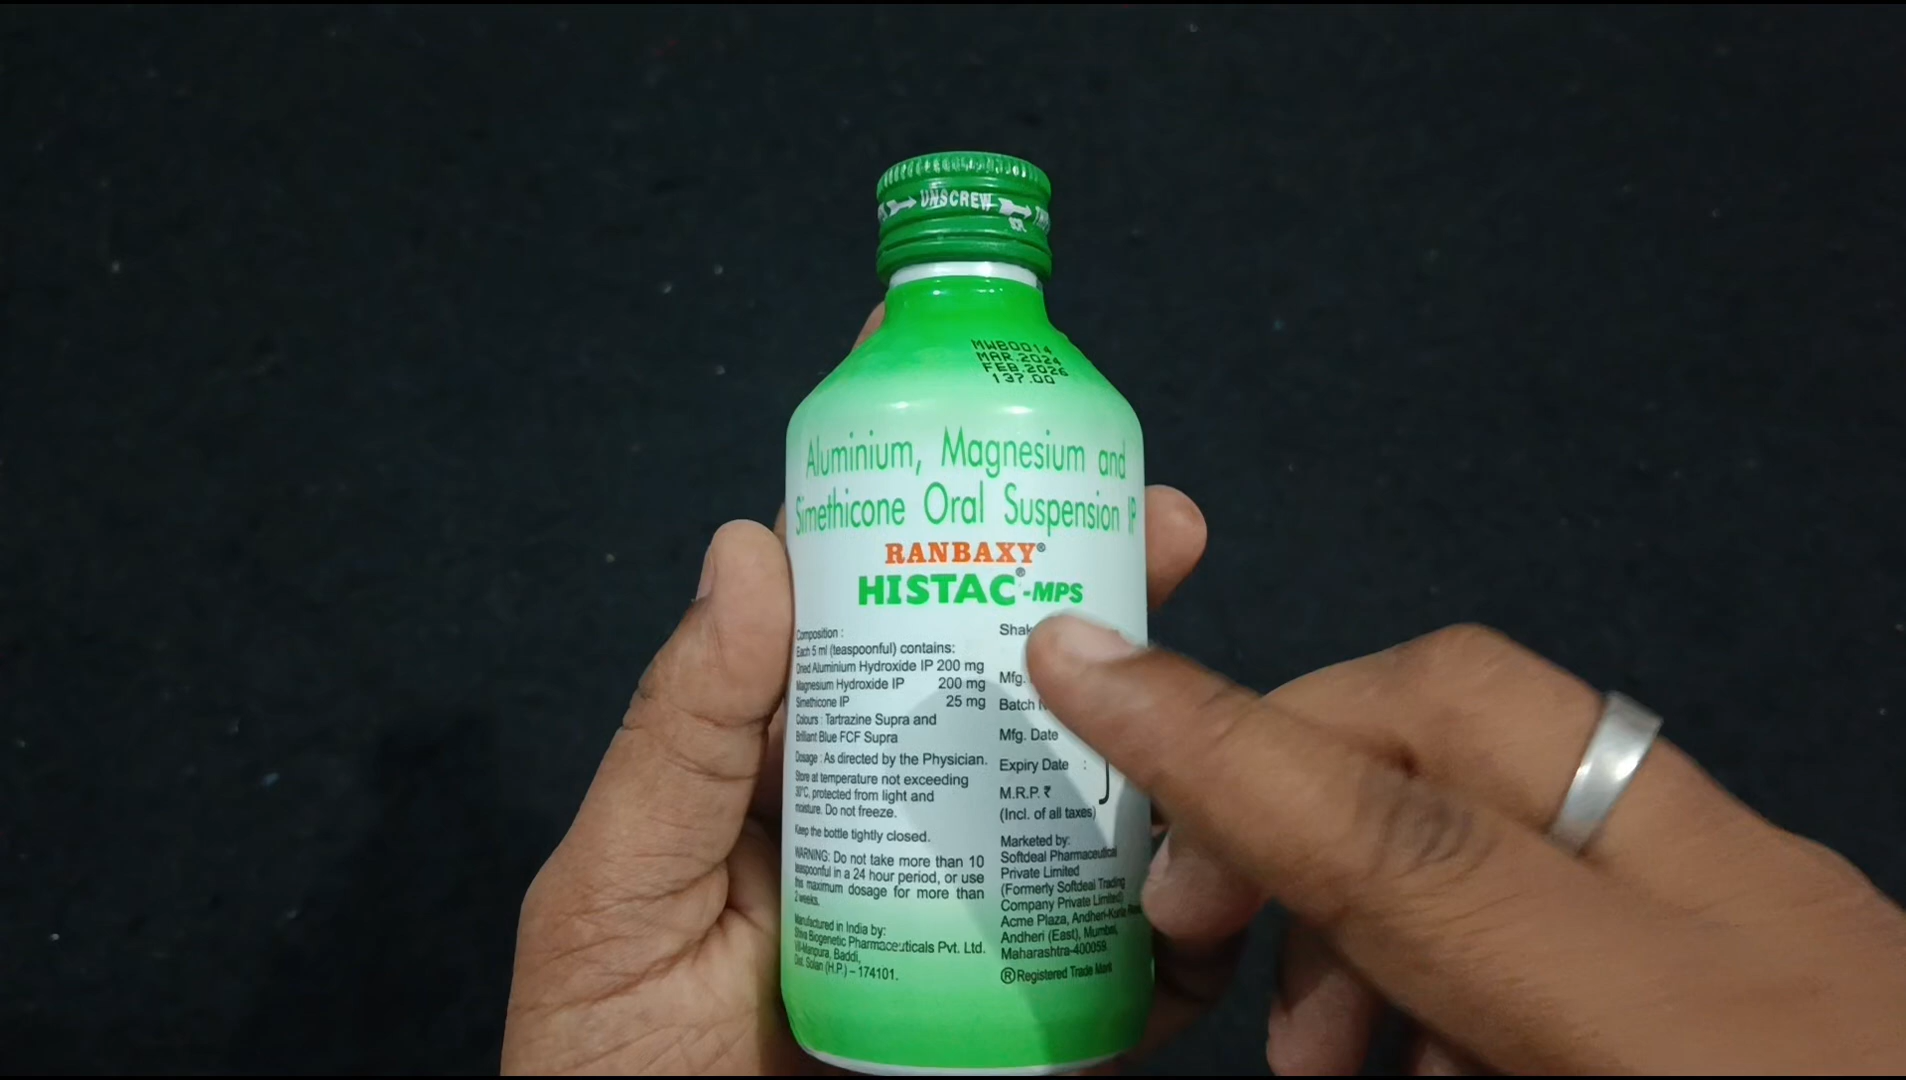 UNSCREW
MWB0014
MAR.2024
FEB.2026
137.00
Aluminium, Magnesium and
Simethicone Oral Suspension IP
RANBAXY®
HISTAC®-MPS
Composition :
Each 5 ml (teaspoonful) contains:
Dried Aluminium Hydroxide IP 200 mg
Magnesium Hydroxide IP 200 mg
Simethicone IP 25 mg
Colours : Tartrazine Supra and
Brilliant Blue FCF Supra
Dosage : As directed by the Physician.
Store at temperature not exceeding
30°C, protected from light and
moisture. Do not freeze.
Keep the bottle tightly closed.
WARNING: Do not take more than 10
teaspoonful in a 24 hour period, or use
this maximum dosage for more than
2 weeks.
Manufactured in India by:
Shiva Biogenetic Pharmaceuticals Pvt. Ltd.
Vill-Manpura, Baddi,
Dist. Solan (H.P.) – 174101.
Mfg.
Batch
Mfg. Date
Expiry Date :
M.R.P. ₹
(Incl. of all taxes)
Marketed by:
Softdeal Pharmaceutical
Private Limited
(Formerly Softdeal Trading
Company Private Limited)
Acme Plaza, Andheri-Kurla Road,
Andheri (East), Mumbai,
Maharashtra-400059.
® Registered Trade Mark